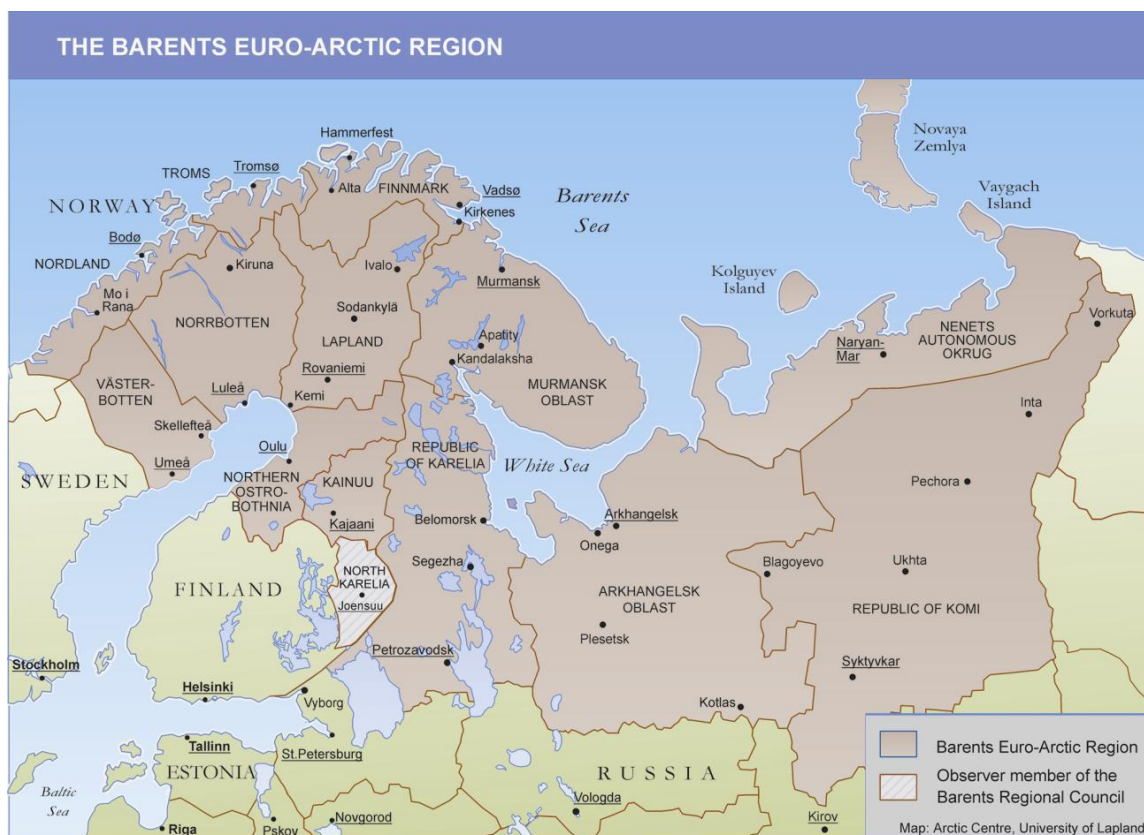 THE BARENTS EURO-ARCTIC REGION
Hammerfest
Novaya
Zemlya
Tromsø
TROMS
Alta
FINNMARK
Vadsø
Kirkenes
Vaygach
Island
NORWAY
Barents
Sea
Bodø
NORDLAND
Kiruna
Ivalo
Murmansk
Kolguyev
Island
Mo i
Rana
NORRBOTTEN
Sodankylä
LAPLAND
Apatity
Kandalaksha
Naryan-
Mar
NENETS
AUTONOMOUS
OKRUG
Vorkuta
VÄSTER-
BOTTEN
Luleå
Rovaniemi
Kemi
MURMANSK
OBLAST
Inta
Skellefteå
Umeå
Oulu
REPUBLIC
OF KARELIA
White Sea
SWEDEN
NORTHERN
OSTRO-
BOTHNIA
KAINUU
Kajaani
Pechora
Belomorsk
Arkhangelsk
Onega
FINLAND
NORTH
KARELIA
Joensuu
Segezha
Blagoyevo
Ukhta
ARKHANGELSK
OBLAST
REPUBLIC OF KOMI
Plesetsk
Stockholm
Petrozavodsk
Syktyvkar
Helsinki
Vyborg
Kotlas
Tallinn
St.Petersburg
ESTONIA
RUSSIA
Baltic
Sea
Riga
Pskov
Novgorod
Vologda
Kirov
Barents Euro-Arctic Region
Observer member of the
Barents Regional Council
Map: Arctic Centre, University of Lapland